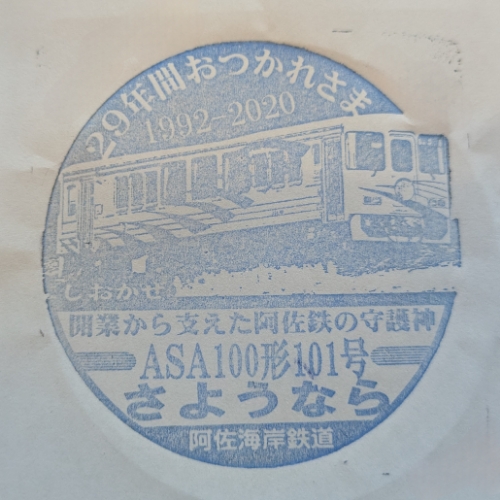 29年間おつかれさま
1992-2020
しおかぜ
開業から支えた阿佐鉄の守護神
ASA100形101号
さようなら
阿佐海岸鉄道